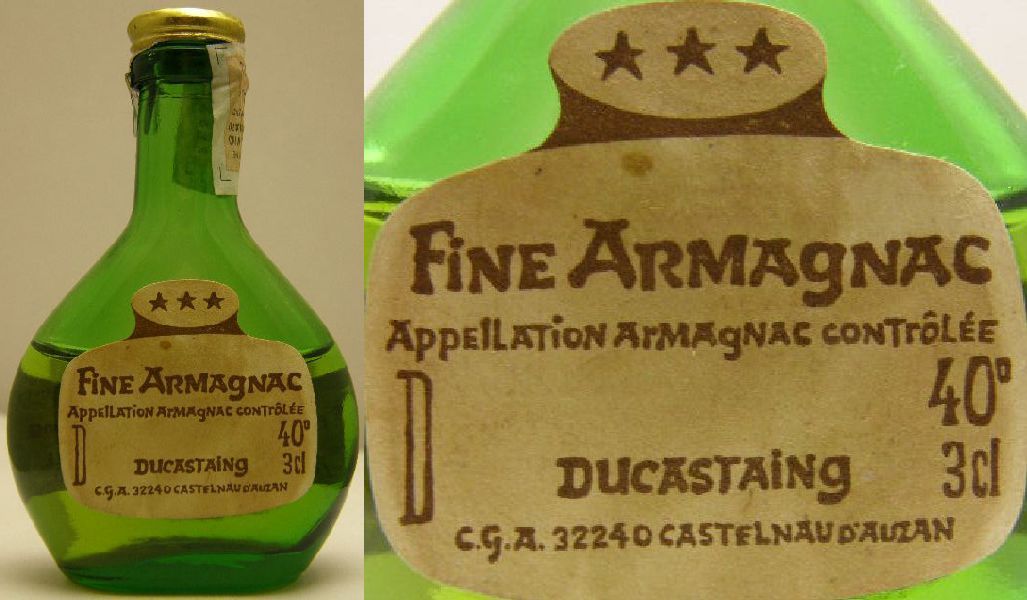 ★ ★ ★
FiNE ARMAGNAC
AppEllATioN ArMAgNAC CONTrÔLÉE
D
40°
DUCASTAiNg
3cl
C.G.A. 32240 CASTELNAU D'AUZAN
★ ★ ★
FiNE ARMAGNAC
AppEllATioN ArMAgNAC CONTrÔLÉE
D
40°
DUCASTAiNg
3cl
C.G.A. 32240 CASTELNAU D'AUZAN